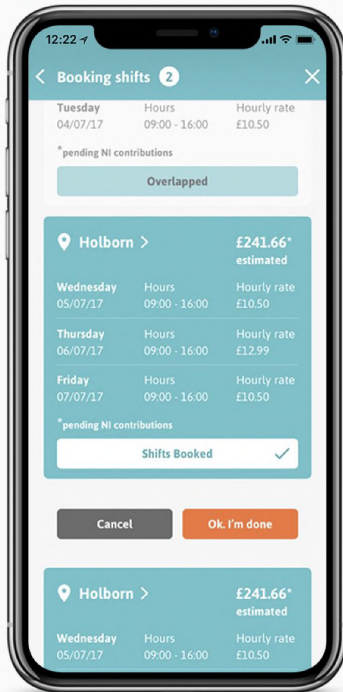 12:22
Booking shifts 2
Tuesday Hours Hourly rate
04/07/17 09:00 - 16:00 £10.50
*pending NI contributions
Overlapped
Holborn > £241.66*
estimated
Wednesday Hours Hourly rate
05/07/17 09:00 - 16:00 £10.50
Thursday Hours Hourly rate
06/07/17 09:00 - 16:00 £12.99
Friday Hours Hourly rate
07/07/17 09:00 - 16:00 £10.50
*pending NI contributions
Shifts Booked
Cancel Ok. I'm done
Holborn > £241.66*
estimated
Wednesday Hours Hourly rate
05/07/17 09:00 - 16:00 £10.50